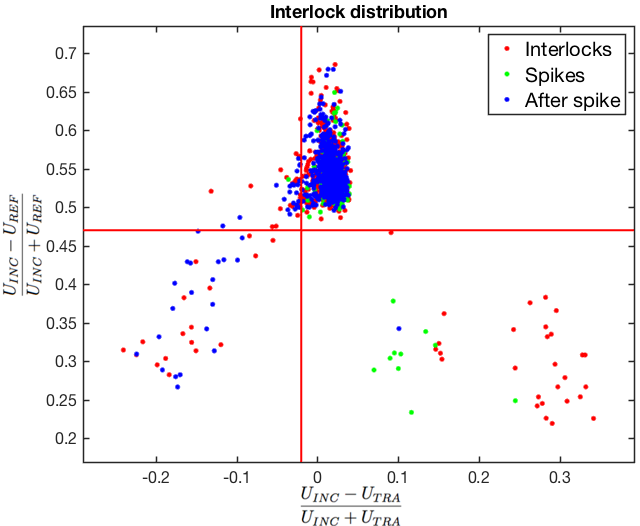 Interlock distribution
Interlocks
Spikes
After spike
0.7
0.65
0.6
0.55
0.5
0.45
0.4
0.35
0.3
0.25
0.2
U_INC − U_REF
U_INC + U_REF
-0.2 -0.1 0 0.1 0.2 0.3
U_INC − U_TRA
U_INC + U_TRA